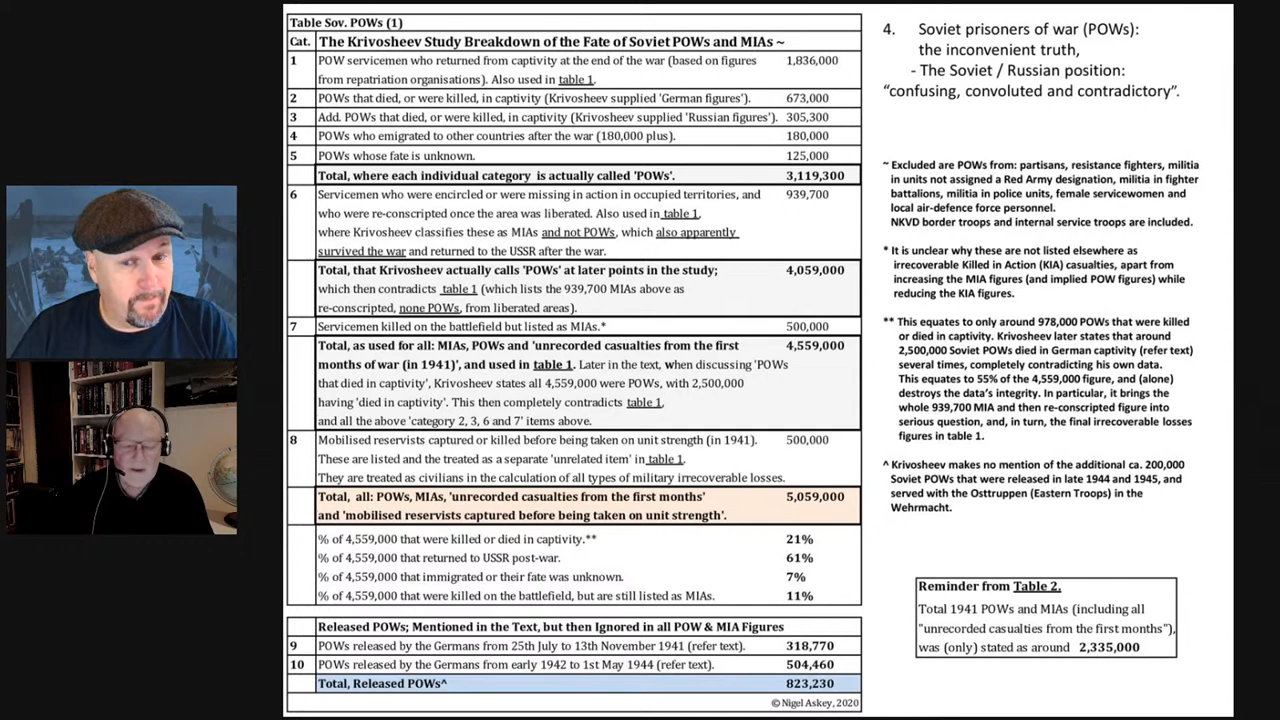 Table Sov. POWs (1)
Cat. The Krivosheev Study Breakdown of the Fate of Soviet POWs and MIAs ~
1 POW servicemen who returned from captivity at the end of the war (based on figures 1,836,000
from repatriation organisations). Also used in table 1.
2 POWs that died, or were killed, in captivity (Krivosheev supplied 'German figures'). 673,000
3 Add. POWs that died, or were killed, in captivity (Krivosheev supplied 'Russian figures'). 305,300
4 POWs who emigrated to other countries after the war (180,000 plus). 180,000
5 POWs whose fate is unknown. 125,000
Total, where each individual category is actually called 'POWs'. 3,119,300
6 Servicemen who were encircled or were missing in action in occupied territories, and 939,700
who were re-conscripted once the area was liberated. Also used in table 1,
where Krivosheev classifies these as MIAs and not POWs, which also apparently
survived the war and returned to the USSR after the war.
Total, that Krivosheev actually calls 'POWs' at later points in the study; 4,059,000
which then contradicts table 1 (which lists the 939,700 MIAs above as
re-conscripted, none POWs, from liberated areas).
7 Servicemen killed on the battlefield but listed as MIAs.* 500,000
Total, as used for all: MIAs, POWs and 'unrecorded casualties from the first 4,559,000
months of war (in 1941)', and used in table 1. Later in the text, when discussing 'POWs
that died in captivity', Krivosheev states all 4,559,000 were POWs, with 2,500,000
having 'died in captivity'. This then completely contradicts table 1,
and all the above 'category 2, 3, 6 and 7' items above.
8 Mobilised reservists captured or killed before being taken on unit strength (in 1941). 500,000
These are listed and the treated as a separate 'unrelated item' in table 1.
They are treated as civilians in the calculation of all types of military irrecoverable losses.
Total, all: POWs, MIAs, 'unrecorded casualties from the first months' 5,059,000
and 'mobilised reservists captured before being taken on unit strength'.
% of 4,559,000 that were killed or died in captivity.** 21%
% of 4,559,000 that returned to USSR post-war. 61%
% of 4,559,000 that immigrated or their fate was unknown. 7%
% of 4,559,000 that were killed on the battlefield, but are still listed as MIAs. 11%
Released POWs; Mentioned in the Text, but then Ignored in all POW & MIA Figures
9 POWs released by the Germans from 25th July to 13th November 1941 (refer text). 318,770
10 POWs released by the Germans from early 1942 to 1st May 1944 (refer text). 504,460
Total, Released POWs^ 823,230
© Nigel Askey, 2020
4. Soviet prisoners of war (POWs):
the inconvenient truth,
- The Soviet / Russian position:
“confusing, convoluted and contradictory”.
~ Excluded are POWs from: partisans, resistance fighters, militia
in units not assigned a Red Army designation, militia in fighter
battalions, militia in police units, female servicewomen and
local air-defence force personnel.
NKVD border troops and internal service troops are included.
* It is unclear why these are not listed elsewhere as
irrecoverable Killed in Action (KIA) casualties, apart from
increasing the MIA figures (and implied POW figures) while
reducing the KIA figures.
** This equates to only around 978,000 POWs that were killed
or died in captivity. Krivosheev later states that around
2,500,000 Soviet POWs died in German captivity (refer text)
several times, completely contradicting his own data.
This equates to 55% of the 4,559,000 figure, and (alone)
destroys the data’s integrity. In particular, it brings the
whole 939,700 MIA and then re-conscripted figure into
serious question, and, in turn, the final irrecoverable losses
figures in table 1.
^ Krivosheev makes no mention of the additional ca. 200,000
Soviet POWs that were released in late 1944 and 1945, and
served with the Osttruppen (Eastern Troops) in the
Wehrmacht.
Reminder from Table 2.
Total 1941 POWs and MIAs (including all
"unrecorded casualties from the first months"),
was (only) stated as around 2,335,000